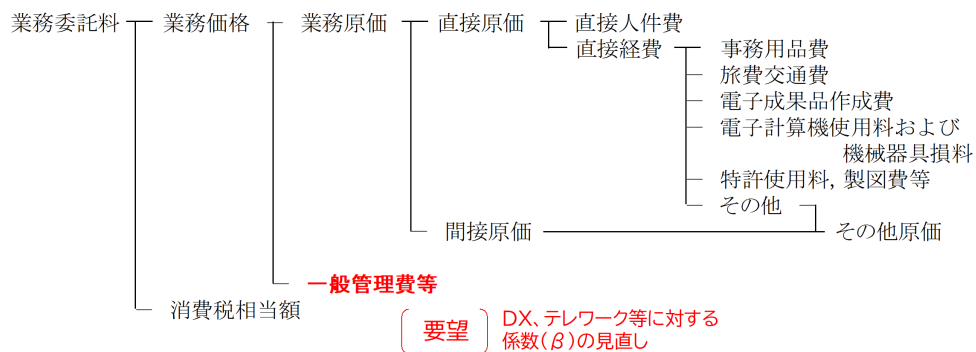 業務委託料 業務価格 業務原価 直接原価 直接人件費
直接経費 事務用品費
旅費交通費
電子成果品作成費
電子計算機使用料および
機械器具損料
特許使用料, 製図費等
その他
間接原価 その他原価
一般管理費等
消費税相当額
要望 DX、テレワーク等に対する
係数(β)の見直し